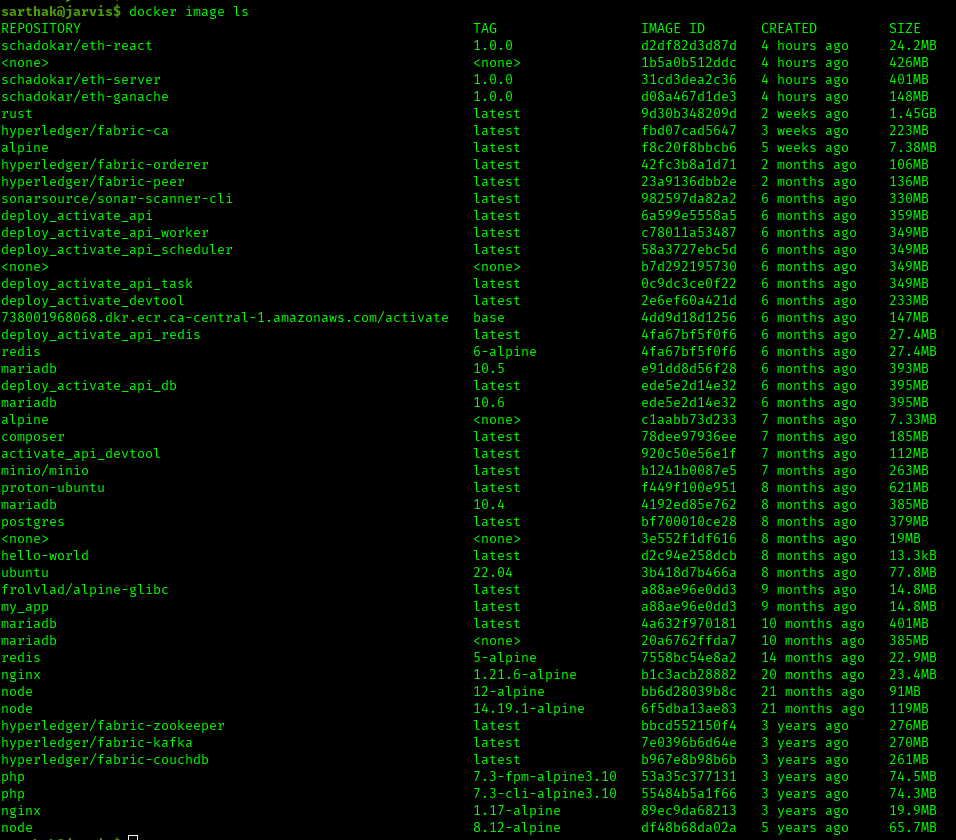 sarthak@jarvis$ docker image ls
REPOSITORY TAG IMAGE ID CREATED SIZE
schadokar/eth-react 1.0.0 d2df82d3d87d 4 hours ago 24.2MB
<none> <none> 1b5a0b512ddc 4 hours ago 426MB
schadokar/eth-server 1.0.0 31cd3dea2c36 4 hours ago 401MB
schadokar/eth-ganache 1.0.0 d08a467d1de3 4 hours ago 148MB
rust latest 9d30b348209d 2 weeks ago 1.45GB
hyperledger/fabric-ca latest fbd07cad5647 3 weeks ago 223MB
alpine latest f8c20f8bbcb6 5 weeks ago 7.38MB
hyperledger/fabric-orderer latest 42fc3b8a1d71 2 months ago 106MB
hyperledger/fabric-peer latest 23a9136dbb2e 2 months ago 136MB
sonarsource/sonar-scanner-cli latest 982597da82a2 6 months ago 330MB
deploy_activate_api latest 6a599e5558a5 6 months ago 359MB
deploy_activate_api_worker latest c78011a53487 6 months ago 349MB
deploy_activate_api_scheduler latest 58a3727ebc5d 6 months ago 349MB
<none> <none> b7d292195730 6 months ago 349MB
deploy_activate_api_task latest 0c9dc3ce0f22 6 months ago 349MB
deploy_activate_devtool latest 2e6ef60a421d 6 months ago 233MB
738001968068.dkr.ecr.ca-central-1.amazonaws.com/activate base 4dd9d18d1256 6 months ago 147MB
deploy_activate_api_redis latest 4fa67bf5f0f6 6 months ago 27.4MB
redis 6-alpine 4fa67bf5f0f6 6 months ago 27.4MB
mariadb 10.5 e91dd8d56f28 6 months ago 393MB
deploy_activate_api_db latest ede5e2d14e32 6 months ago 395MB
mariadb 10.6 ede5e2d14e32 6 months ago 395MB
alpine <none> c1aabb73d233 7 months ago 7.33MB
composer latest 78dee97936ee 7 months ago 185MB
activate_api_devtool latest 920c50e56e1f 7 months ago 112MB
minio/minio latest b1241b0087e5 7 months ago 263MB
proton-ubuntu latest f449f100e951 8 months ago 621MB
mariadb 10.4 4192ed85e762 8 months ago 385MB
postgres latest bf700010ce28 8 months ago 379MB
<none> <none> 3e552f1df616 8 months ago 19MB
hello-world latest d2c94e258dcb 8 months ago 13.3kB
ubuntu 22.04 3b418d7b466a 8 months ago 77.8MB
frolvlad/alpine-glibc latest a88ae96e0dd3 9 months ago 14.8MB
my_app latest a88ae96e0dd3 9 months ago 14.8MB
mariadb latest 4a632f970181 10 months ago 401MB
mariadb <none> 20a6762ffda7 10 months ago 385MB
redis 5-alpine 7558bc54e8a2 14 months ago 22.9MB
nginx 1.21.6-alpine b1c3acb28882 20 months ago 23.4MB
node 12-alpine bb6d28039b8c 21 months ago 91MB
node 14.19.1-alpine 6f5dba13ae83 21 months ago 119MB
hyperledger/fabric-zookeeper latest bbcd552150f4 3 years ago 276MB
hyperledger/fabric-kafka latest 7e0396b6d64e 3 years ago 270MB
hyperledger/fabric-couchdb latest b967e8b98b6b 3 years ago 261MB
php 7.3-fpm-alpine3.10 53a35c377131 3 years ago 74.5MB
php 7.3-cli-alpine3.10 55484b5a1f66 3 years ago 74.3MB
nginx 1.17-alpine 89ec9da68213 3 years ago 19.9MB
node 8.12-alpine df48b68da02a 5 years ago 65.7MB